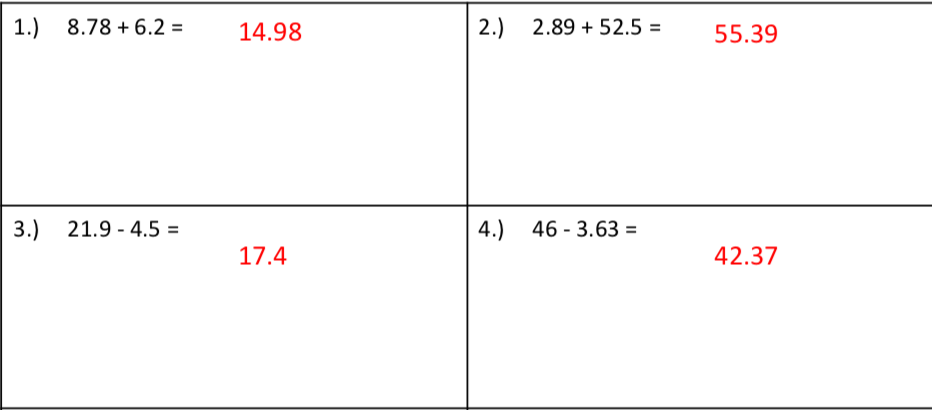 1.) 8.78 + 6.2 = 14.98
2.) 2.89 + 52.5 = 55.39
3.) 21.9 - 4.5 =
17.4
4.) 46 - 3.63 =
42.37